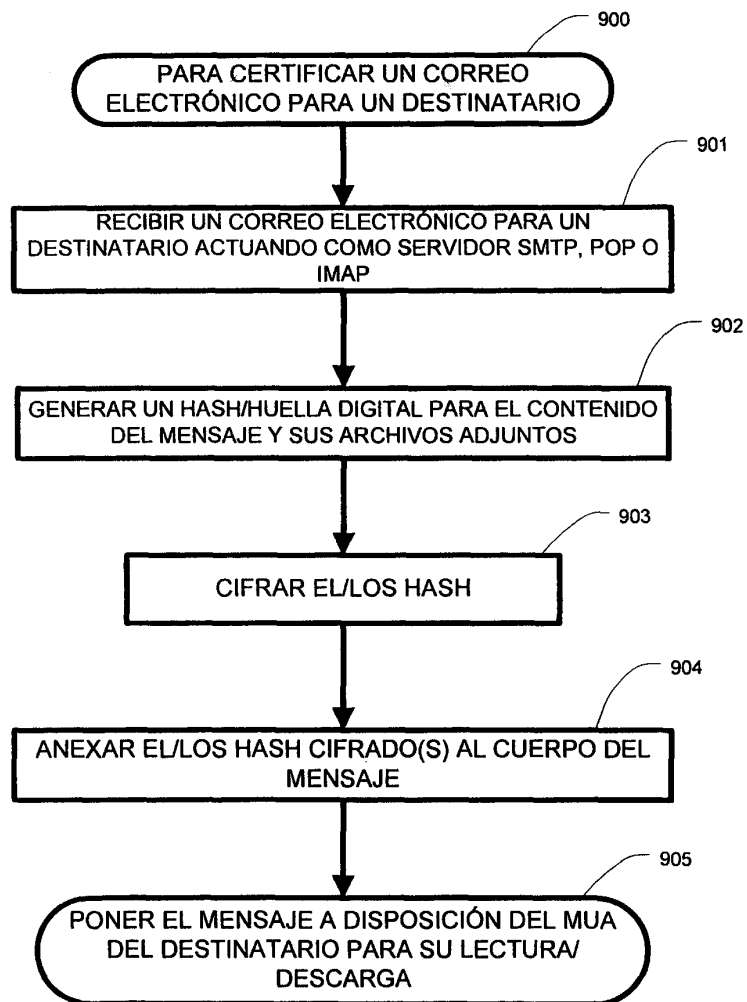 900
PARA CERTIFICAR UN CORREO
ELECTRÓNICO PARA UN DESTINATARIO
901
RECIBIR UN CORREO ELECTRÓNICO PARA UN
DESTINATARIO ACTUANDO COMO SERVIDOR SMTP, POP O
IMAP
902
GENERAR UN HASH/HUELLA DIGITAL PARA EL CONTENIDO
DEL MENSAJE Y SUS ARCHIVOS ADJUNTOS
903
CIFRAR EL/LOS HASH
904
ANEXAR EL/LOS HASH CIFRADO(S) AL CUERPO DEL
MENSAJE
905
PONER EL MENSAJE A DISPOSICIÓN DEL MUA
DEL DESTINATARIO PARA SU LECTURA/
DESCARGA